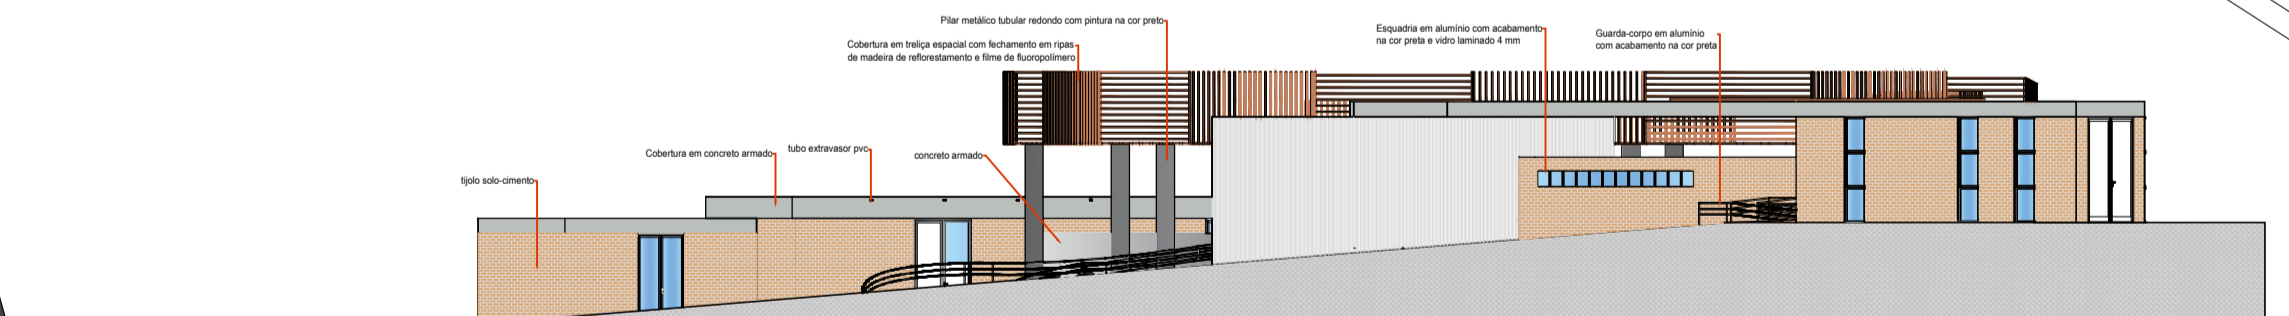 Pilar metálico tubular redondo com pintura na cor preto
Cobertura em treliça espacial com fechamento em ripas
de madeira de reflorestamento e filme de fluoropolímero
Esquadria em alumínio com acabamento
na cor preta e vidro laminado 4 mm
Guarda-corpo em alumínio
com acabamento na cor preta
Cobertura em concreto armado
tubo extravasor pvc
concreto armado
tijolo solo-cimento